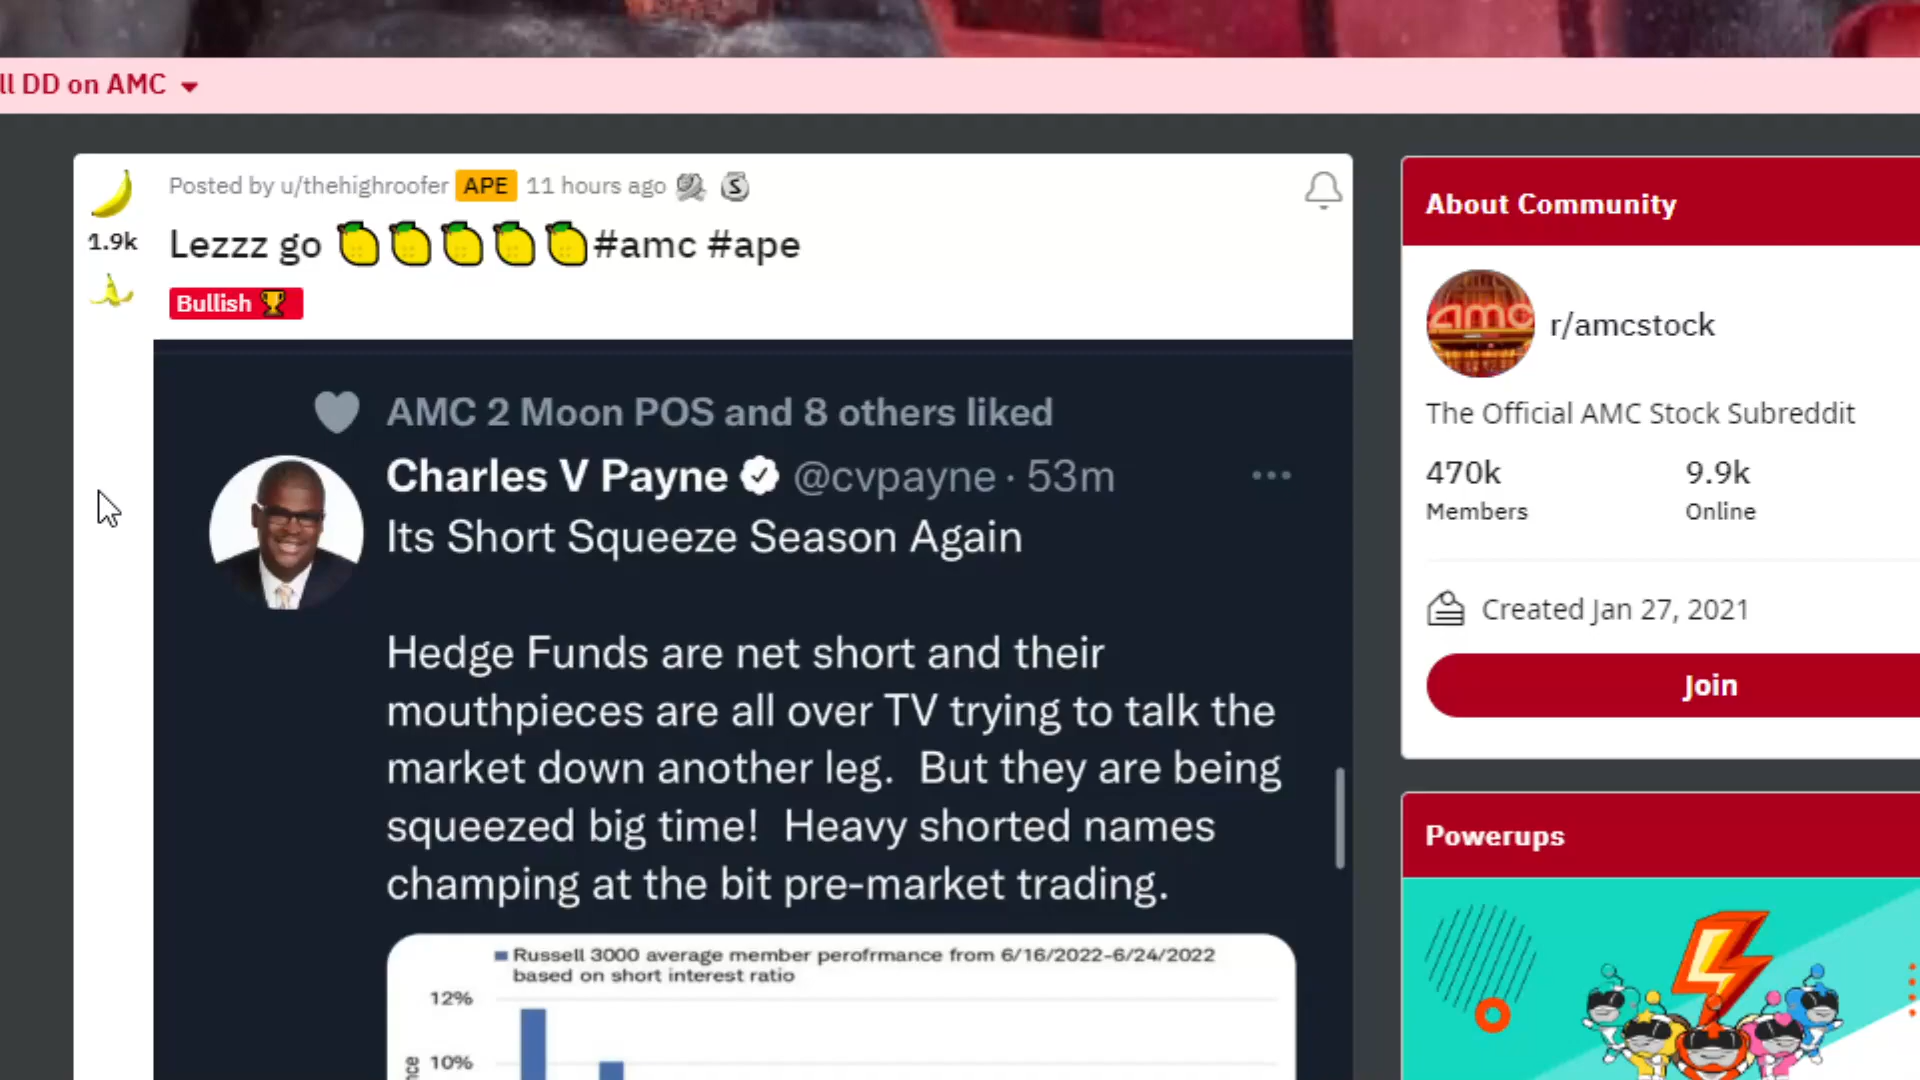 ll DD on AMC
Posted by u/thehighroofer APE 11 hours ago
1.9k
Lezzz go 🍋🍋🍋🍋🍋#amc #ape
Bullish 🏆
AMC 2 Moon POS and 8 others liked
Charles V Payne @cvpayne · 53m
Its Short Squeeze Season Again
Hedge Funds are net short and their
mouthpieces are all over TV trying to talk the
market down another leg. But they are being
squeezed big time! Heavy shorted names
champing at the bit pre-market trading.
Russell 3000 average member perofrmance from 6/16/2022-6/24/2022
based on short interest ratio
12%
10%
nce
About Community
amc
r/amcstock
The Official AMC Stock Subreddit
470k
Members
9.9k
Online
Created Jan 27, 2021
Join
Powerups